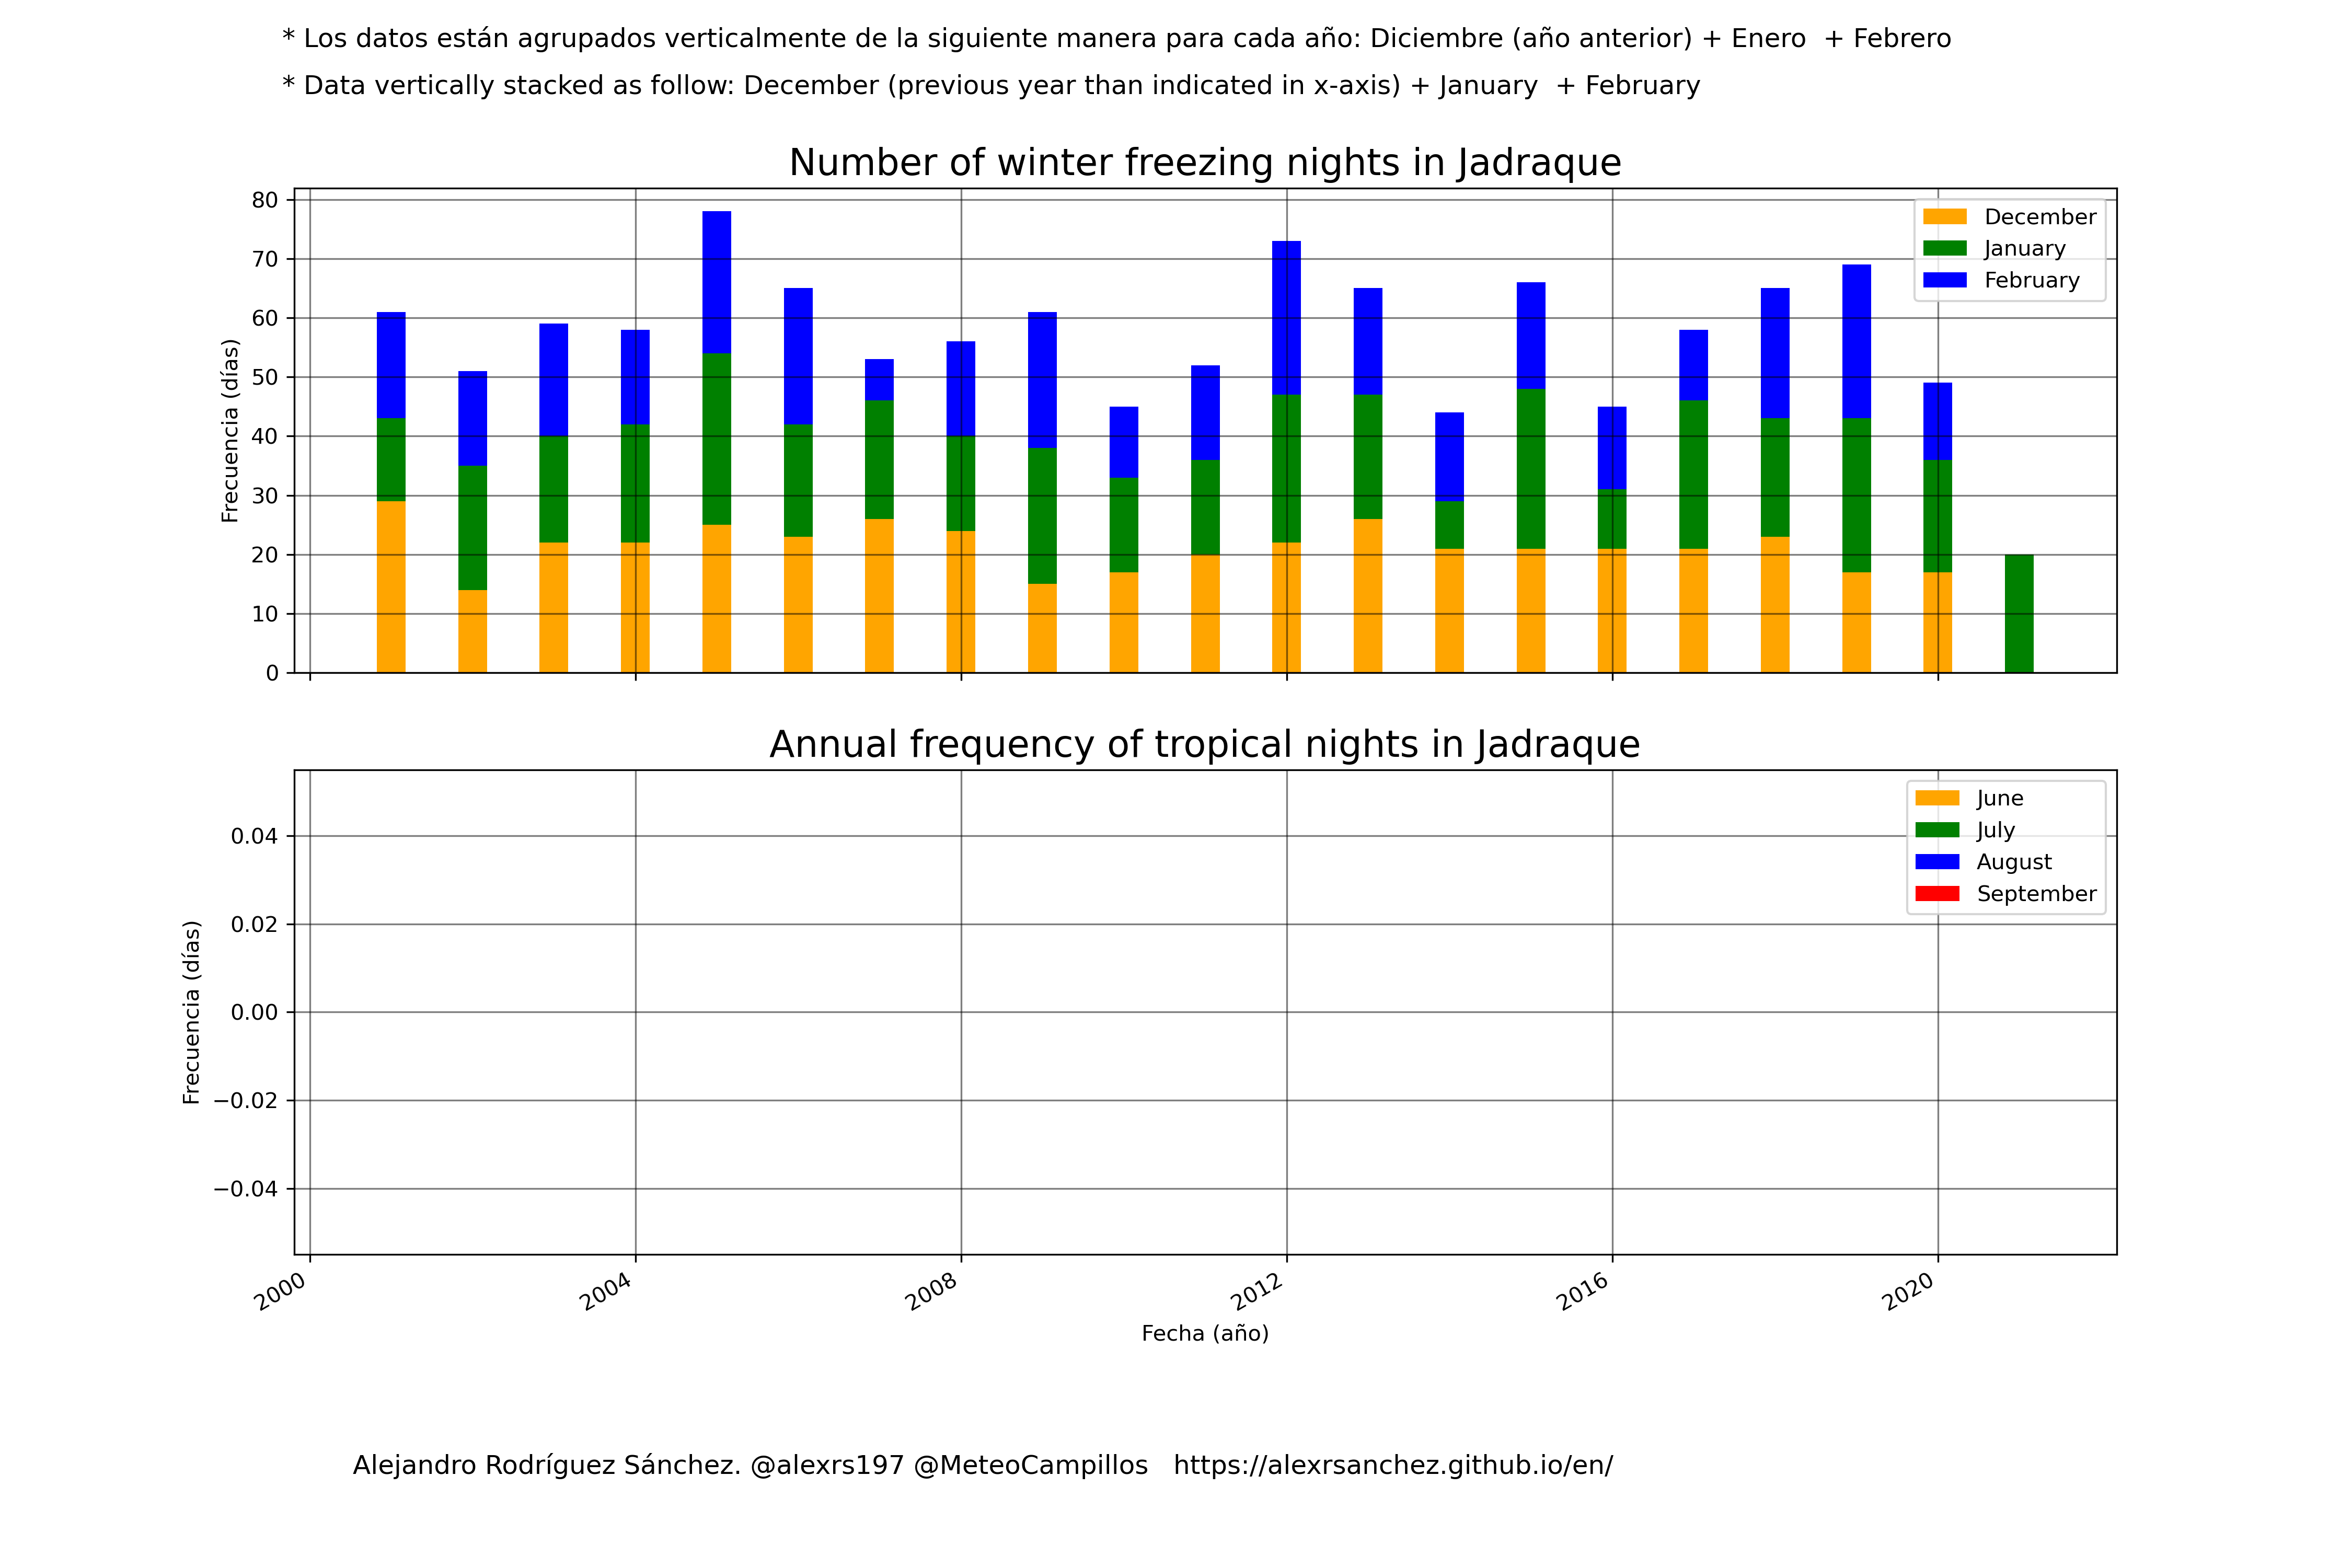 * Los datos están agrupados verticalmente de la siguiente manera para cada año: Diciembre (año anterior) + Enero  + Febrero
* Data vertically stacked as follow: December (previous year than indicated in x-axis) + January  + February
Number of winter freezing nights in Jadraque
80
70
60
50
40
30
20
10
0
Frecuencia (días)
December
January
February
Annual frequency of tropical nights in Jadraque
0.04
0.02
0.00
−0.02
−0.04
Frecuencia (días)
June
July
August
September
2000
2004
2008
2012
2016
2020
Fecha (año)
Alejandro Rodríguez Sánchez. @alexrs197 @MeteoCampillos   https://alexrsanchez.github.io/en/